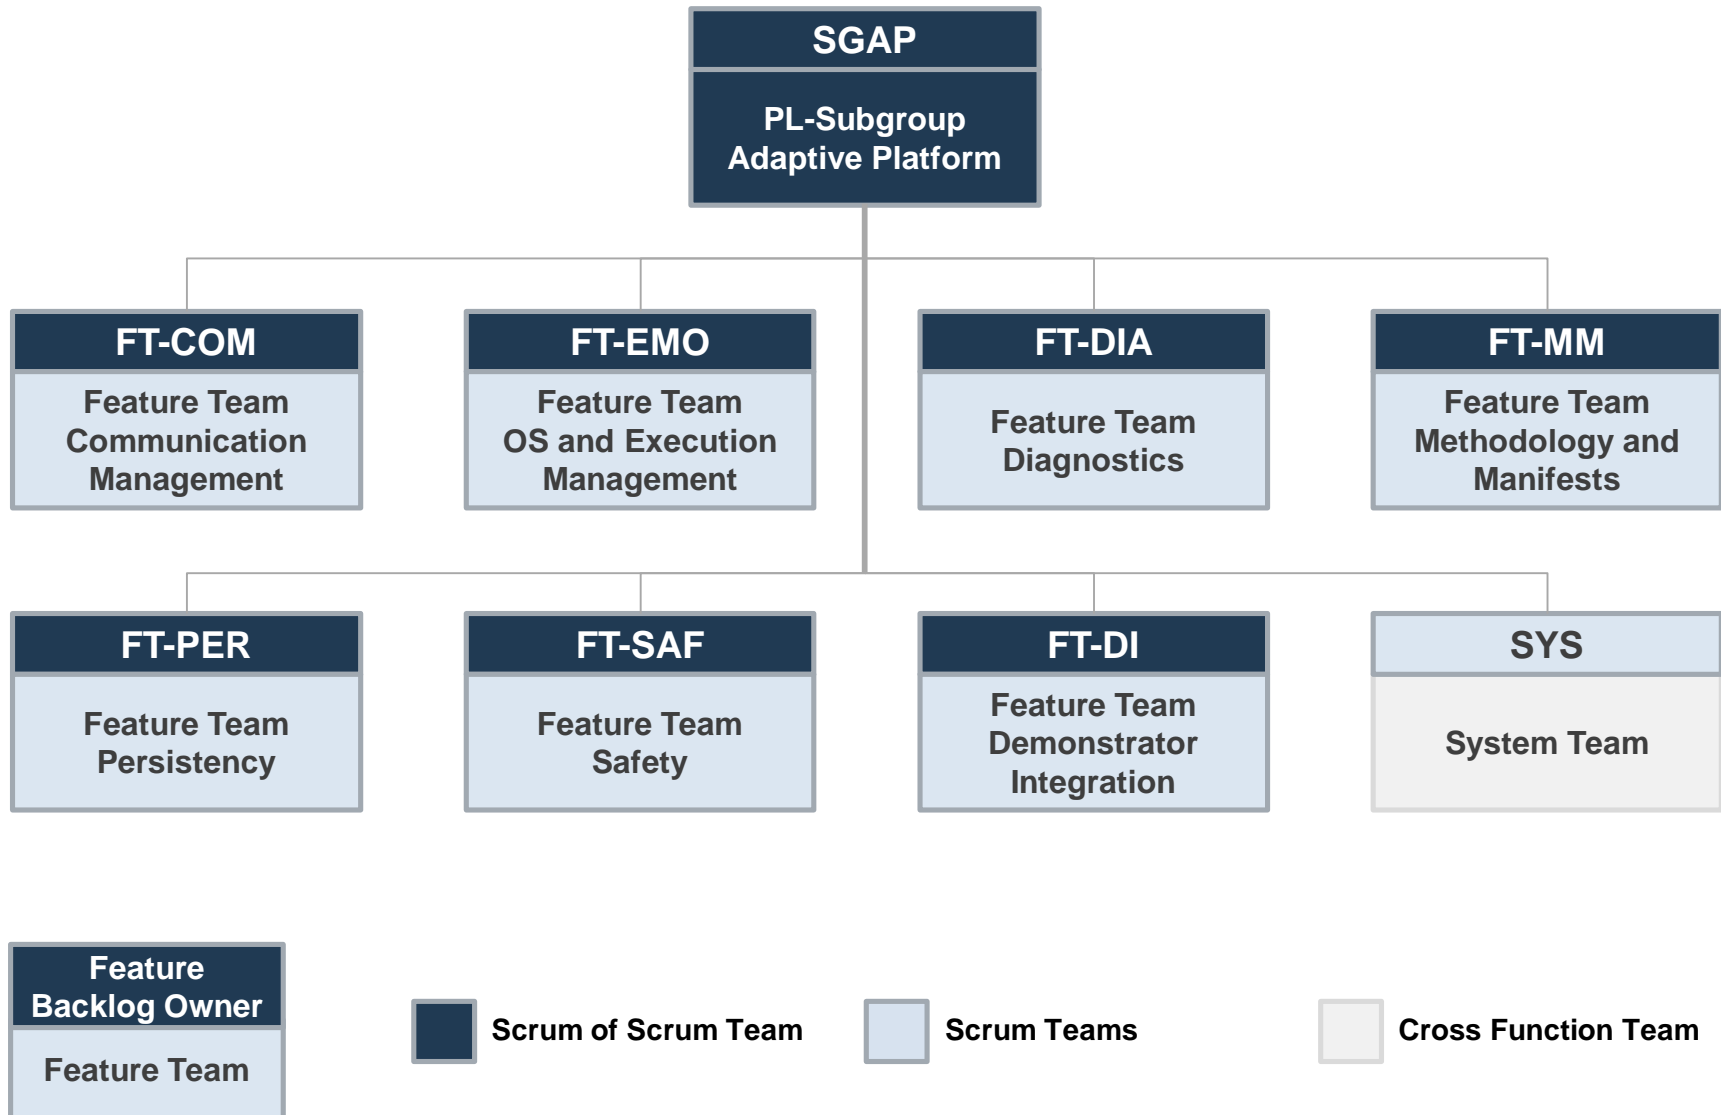 SGAP
PL-Subgroup
Adaptive Platform
FT-COM
Feature Team
Communication
Management
FT-EMO
Feature Team
OS and Execution
Management
FT-DIA
Feature Team
Diagnostics
FT-MM
Feature Team
Methodology and
Manifests
FT-PER
Feature Team
Persistency
FT-SAF
Feature Team
Safety
FT-DI
Feature Team
Demonstrator
Integration
SYS
System Team
Feature
Backlog Owner
Feature Team
Scrum of Scrum Team
Scrum Teams
Cross Function Team